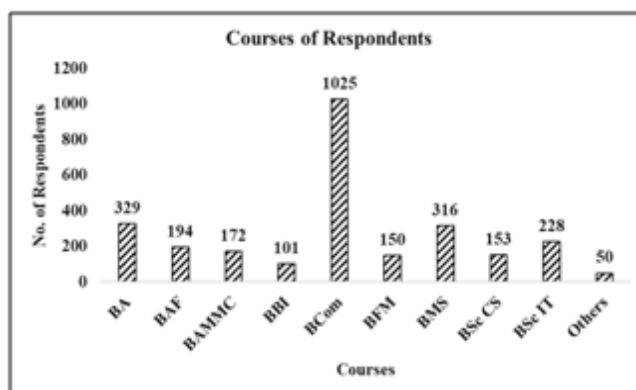 Courses of Respondents
No. of Respondents
1200
1000
800
600
400
200
0
329
194
172
101
1025
150
316
153
228
50
BA
BAF
BAMMC
BBI
BCom
BFM
BMS
BSc CS
BSc IT
Others
Courses